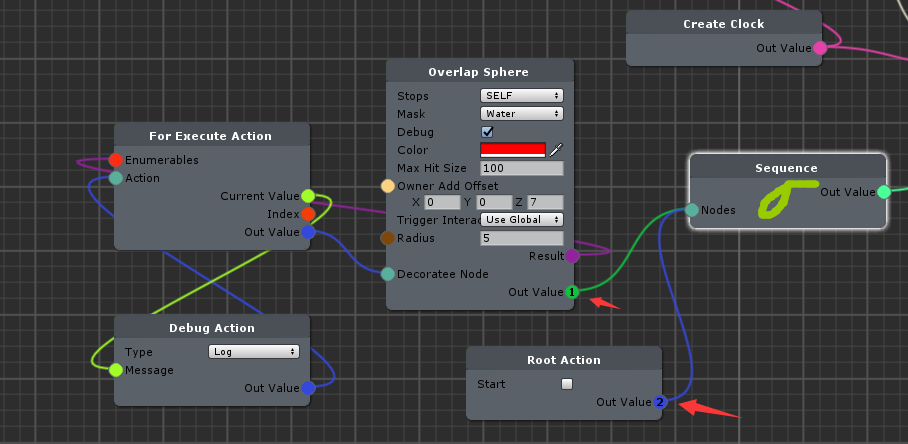 Create Clock
Out Value
Overlap Sphere
Stops SELF
Mask Water
Debug
Color
Max Hit Size 100
Owner Add Offset
X 0 Y 0 Z 7
Trigger Interac Use Global
Radius 5
Result
Decoratee Node
Out Value 1
For Execute Action
Enumerables
Action
Current Value
Index
Out Value
Sequence
Out Value
Nodes
Debug Action
Type Log
Message
Out Value
Root Action
Start
Out Value 2